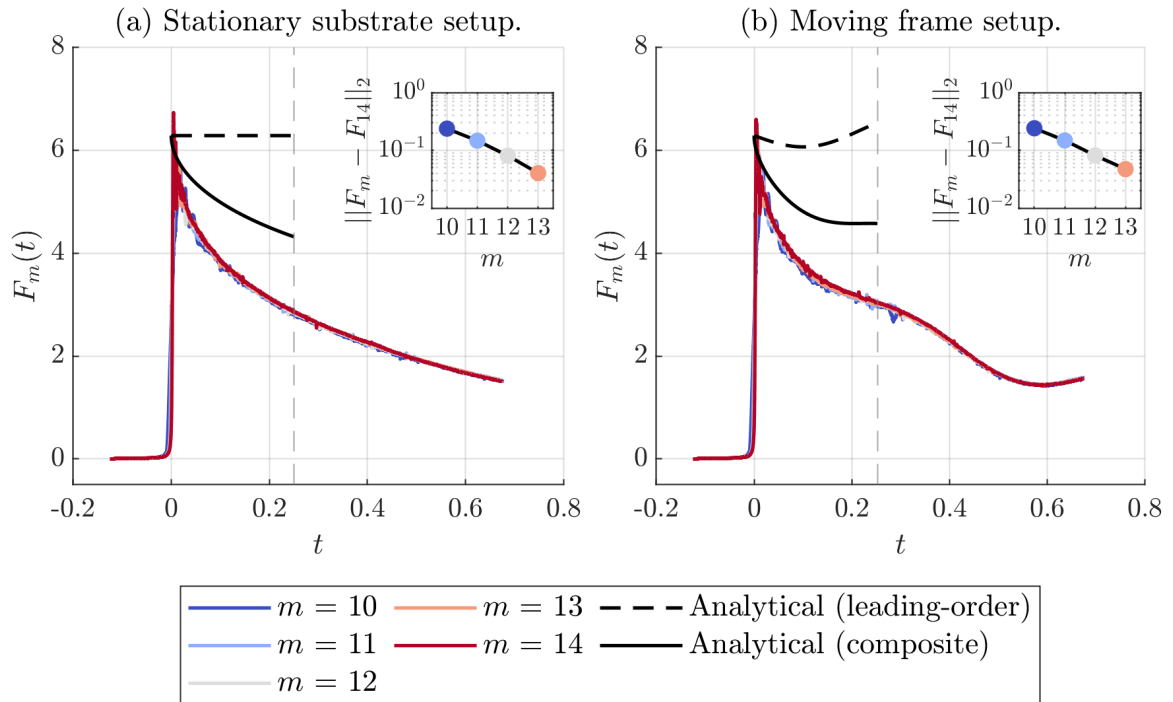 (a) Stationary substrate setup.
8
6
4
2
0
-0.2 0 0.2 0.4 0.6 0.8
F_m(t)
t
||F_m − F_14||_2
10^0
10^-1
10^-2
10 11 12 13
m
(b) Moving frame setup.
8
6
4
2
0
-0.2 0 0.2 0.4 0.6 0.8
F_m(t)
t
||F_m − F_14||_2
10^0
10^-1
10^-2
10 11 12 13
m
m = 10
m = 11
m = 12
m = 13
m = 14
Analytical (leading-order)
Analytical (composite)